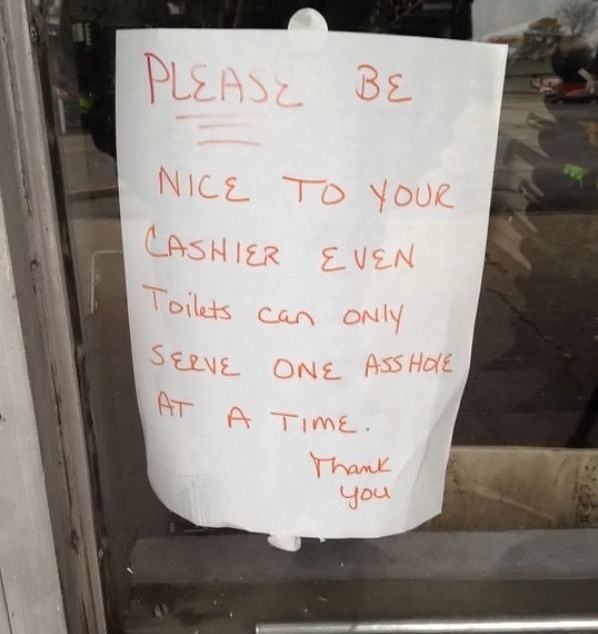 PLEASE BE
NICE TO YOUR
CASHIER EVEN
Toilets can ONly
SERVE ONE ASSHOlE
AT A TIME.
Thank
you